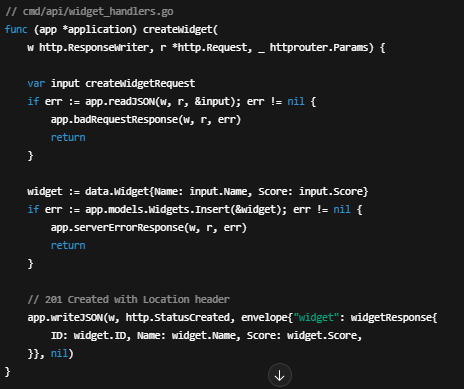 // cmd/api/widget_handlers.go
func (app *application) createWidget(
    w http.ResponseWriter, r *http.Request, _ httprouter.Params) {

    var input createWidgetRequest
    if err := app.readJSON(w, r, &input); err != nil {
        app.badRequestResponse(w, r, err)
        return
    }

    widget := data.Widget{Name: input.Name, Score: input.Score}
    if err := app.models.Widgets.Insert(&widget); err != nil {
        app.serverErrorResponse(w, r, err)
        return
    }

    // 201 Created with Location header
    app.writeJSON(w, http.StatusCreated, envelope{"widget": widgetResponse{
        ID: widget.ID, Name: widget.Name, Score: widget.Score,
    }}, nil)
}